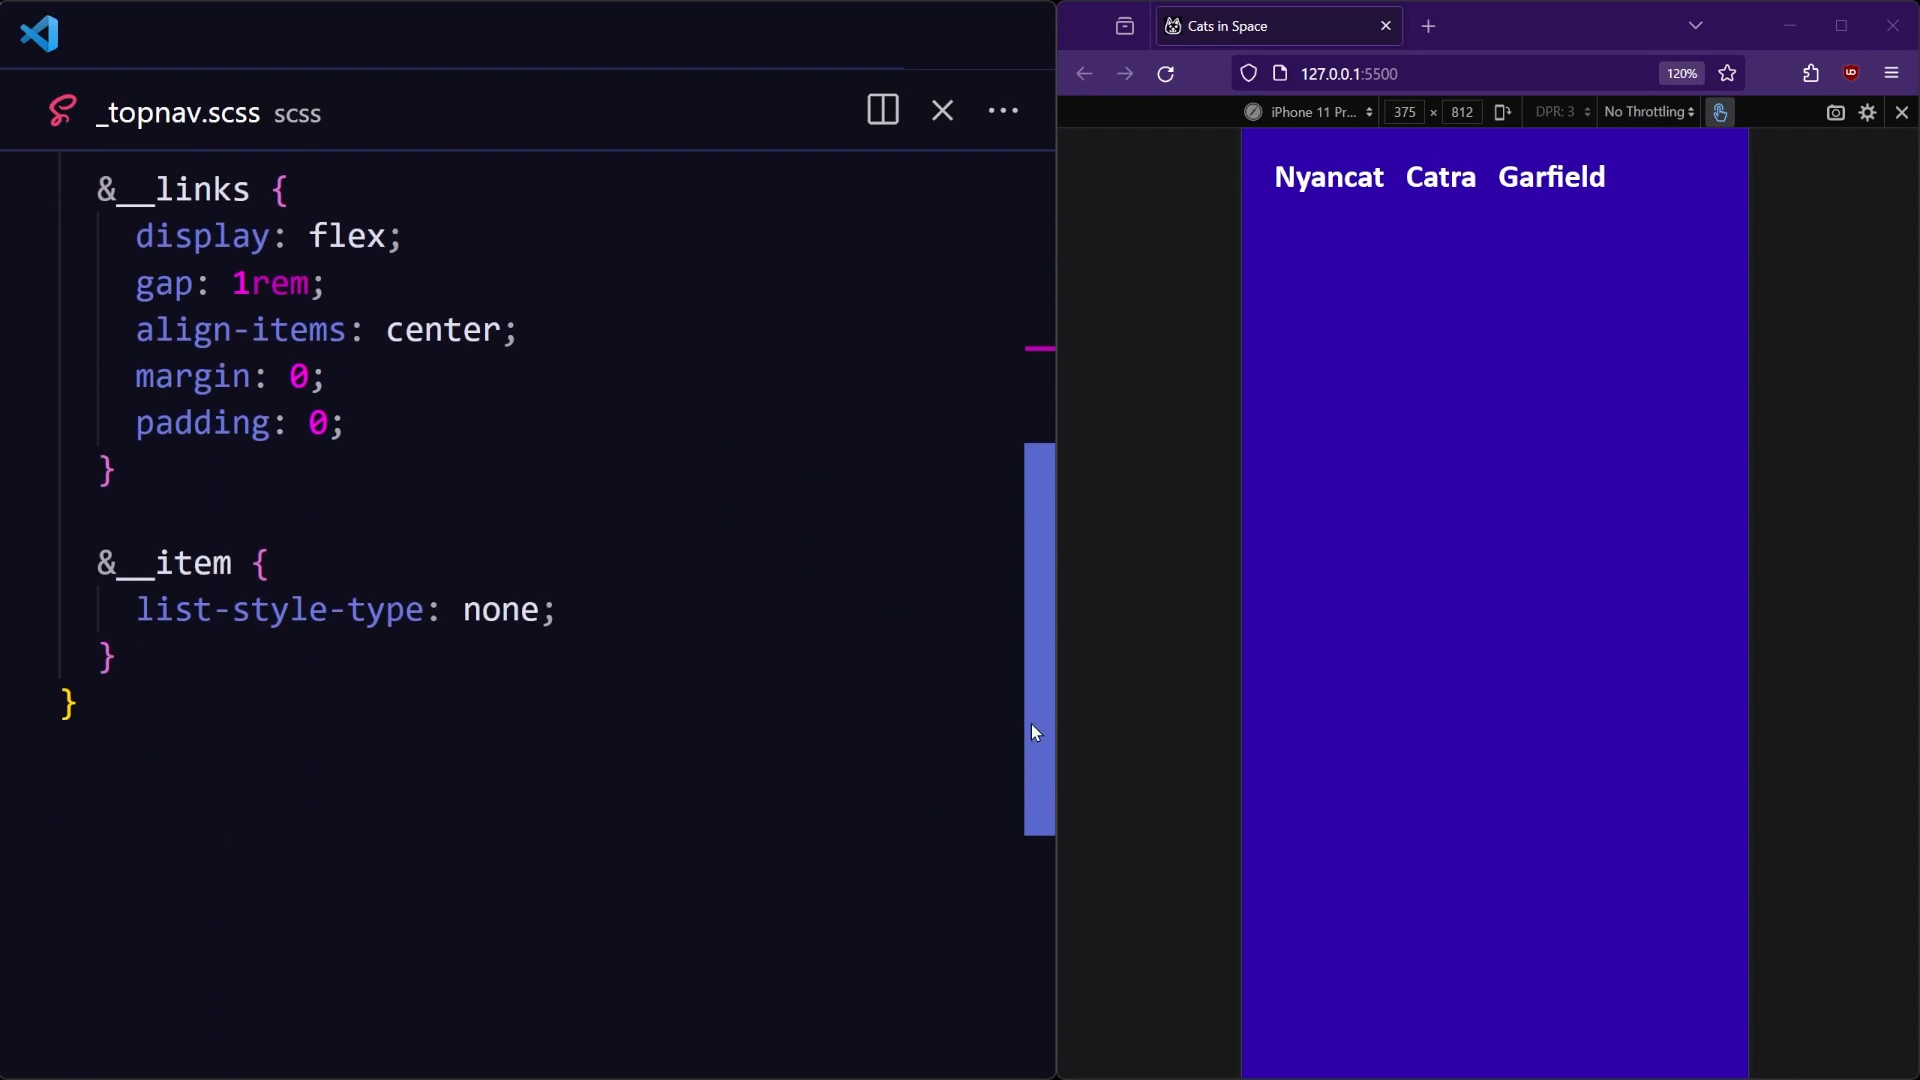 _topnav.scss scss
&__links {
display: flex;
gap: 1rem;
align-items: center;
margin: 0;
padding: 0;
}
&__item {
list-style-type: none;
}
}
Cats in Space
127.0.0.1:5500
120%
iPhone 11 Pr... 375 × 812 DPR: 3 No Throttling
Nyancat Catra Garfield